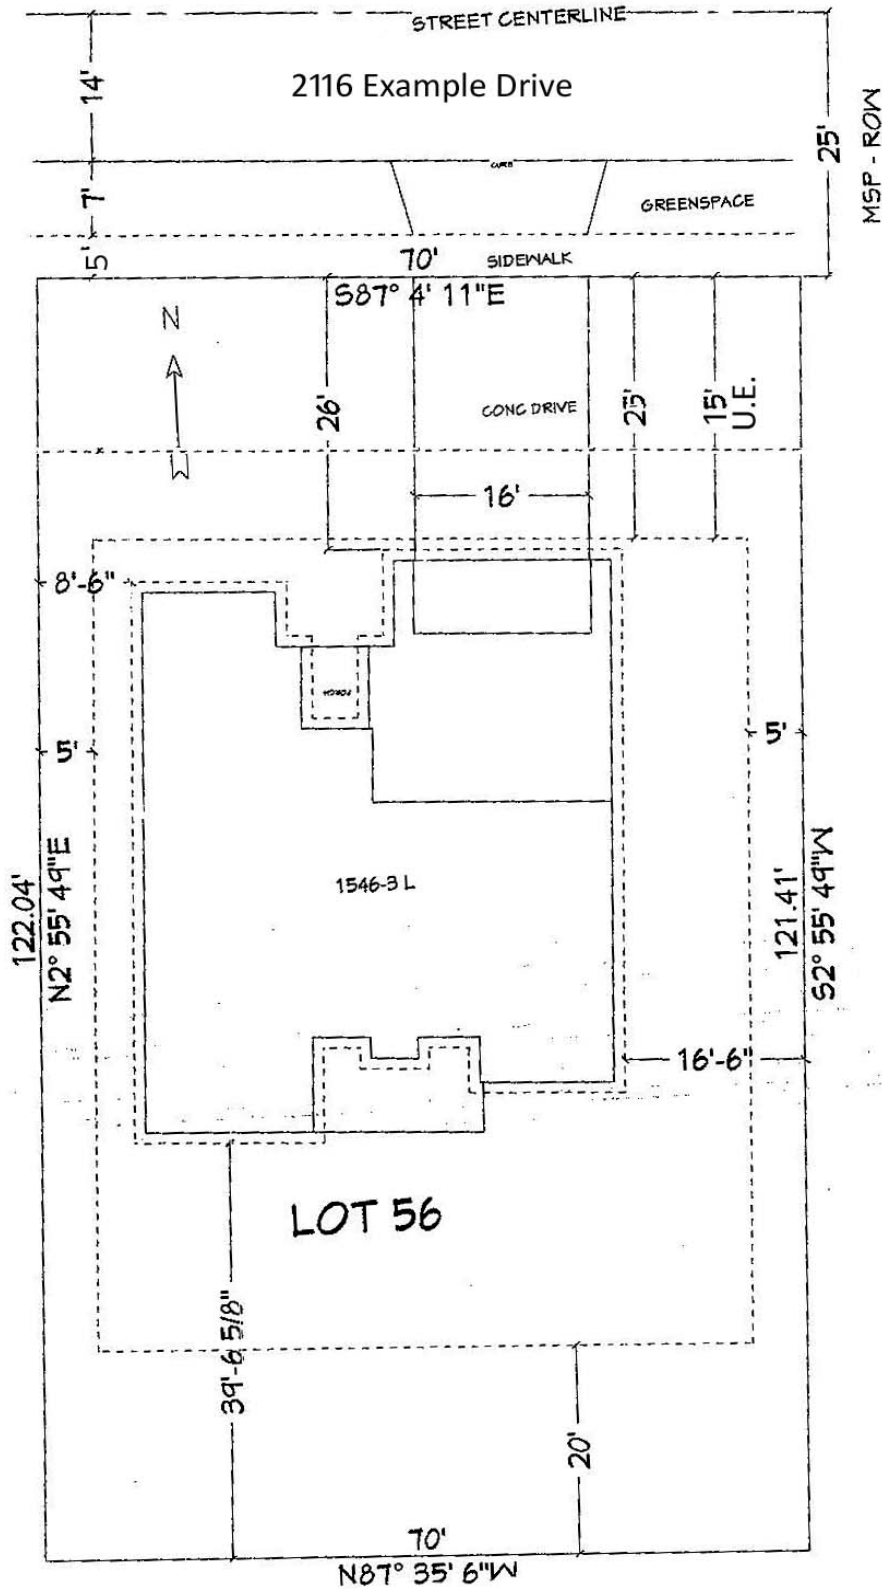 STREET CENTERLINE
14'
2116 Example Drive
25'
MSP - ROW
CURB
7'
GREENSPACE
5'
70'
SIDEWALK
S87° 4' 11"E
N
26'
CONC DRIVE
25'
15'
U.E.
16'
8'-6"
PORCH
5'
5'
1546-3 L
122.04'
N2° 55' 49"E
121.41'
S2° 55' 49"W
16'-6"
LOT 56
39'-6 5/8"
20'
70'
N87° 35' 6"W